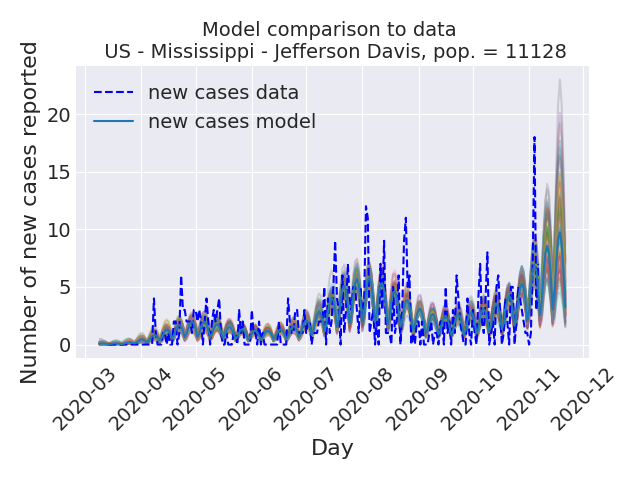 Model comparison to data
US - Mississippi - Jefferson Davis, pop. = 11128
Number of new cases reported
20
15
10
5
0
new cases data
new cases model
2020-03
2020-04
2020-05
2020-06
2020-07
2020-08
2020-09
2020-10
2020-11
2020-12
Day